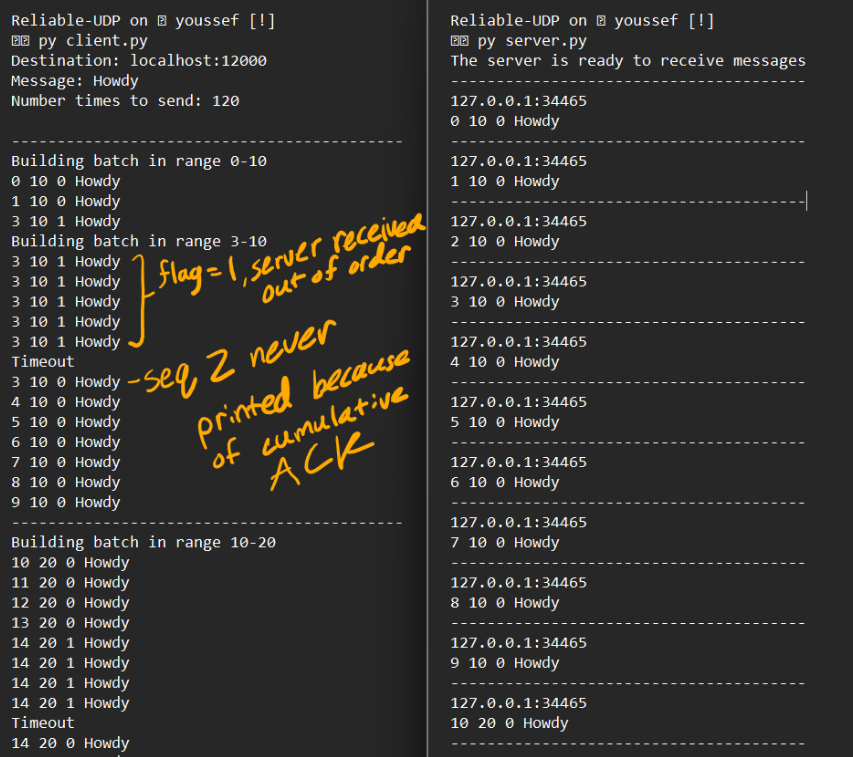 Reliable-UDP on youssef [!]
py client.py
Destination: localhost:12000
Message: Howdy
Number times to send: 120
-------------------------------------------
Building batch in range 0-10
0 10 0 Howdy
1 10 0 Howdy
3 10 1 Howdy
Building batch in range 3-10
3 10 1 Howdy
3 10 1 Howdy
3 10 1 Howdy
3 10 1 Howdy
3 10 1 Howdy
Timeout
3 10 0 Howdy
4 10 0 Howdy
5 10 0 Howdy
6 10 0 Howdy
7 10 0 Howdy
8 10 0 Howdy
9 10 0 Howdy
-------------------------------------------
Building batch in range 10-20
10 20 0 Howdy
11 20 0 Howdy
12 20 0 Howdy
13 20 0 Howdy
14 20 1 Howdy
14 20 1 Howdy
14 20 1 Howdy
14 20 1 Howdy
Timeout
14 20 0 Howdy
flag = 1, server received
out of order
- seq 2 never
printed because
of cumulative
ACK
Reliable-UDP on youssef [!]
py server.py
The server is ready to receive messages
---------------------------------------
127.0.0.1:34465
0 10 0 Howdy
---------------------------------------
127.0.0.1:34465
1 10 0 Howdy
---------------------------------------
127.0.0.1:34465
2 10 0 Howdy
---------------------------------------
127.0.0.1:34465
3 10 0 Howdy
---------------------------------------
127.0.0.1:34465
4 10 0 Howdy
---------------------------------------
127.0.0.1:34465
5 10 0 Howdy
---------------------------------------
127.0.0.1:34465
6 10 0 Howdy
---------------------------------------
127.0.0.1:34465
7 10 0 Howdy
---------------------------------------
127.0.0.1:34465
8 10 0 Howdy
---------------------------------------
127.0.0.1:34465
9 10 0 Howdy
---------------------------------------
127.0.0.1:34465
10 20 0 Howdy
---------------------------------------